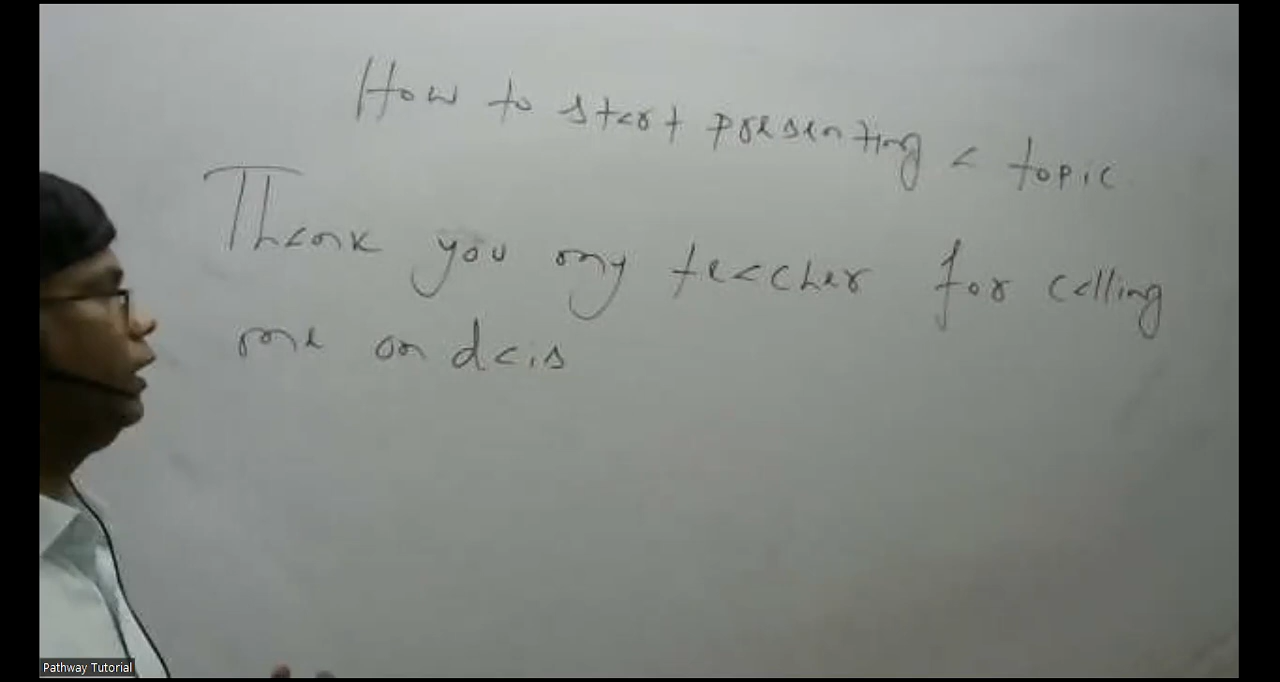 How to start presenting a topic
Thank you my teacher for calling
me on dais
Pathway Tutorial